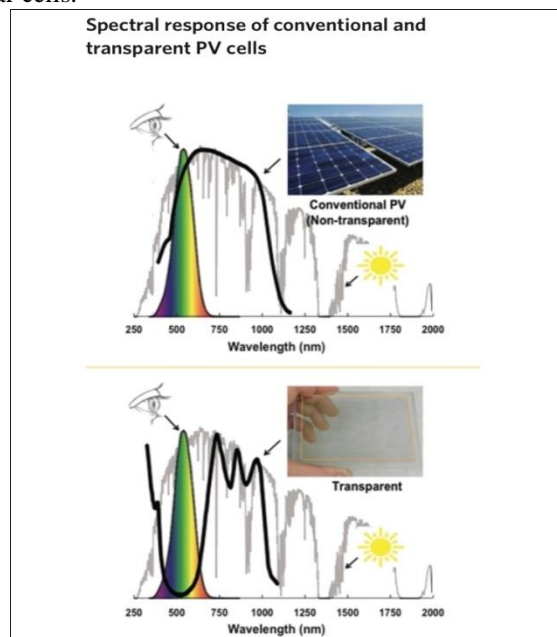 Spectral response of conventional and
transparent PV cells
Conventional PV
(Non-transparent)
250 500 750 1000 1250 1500 1750 2000
Wavelength (nm)
Transparent
250 500 750 1000 1250 1500 1750 2000
Wavelength (nm)